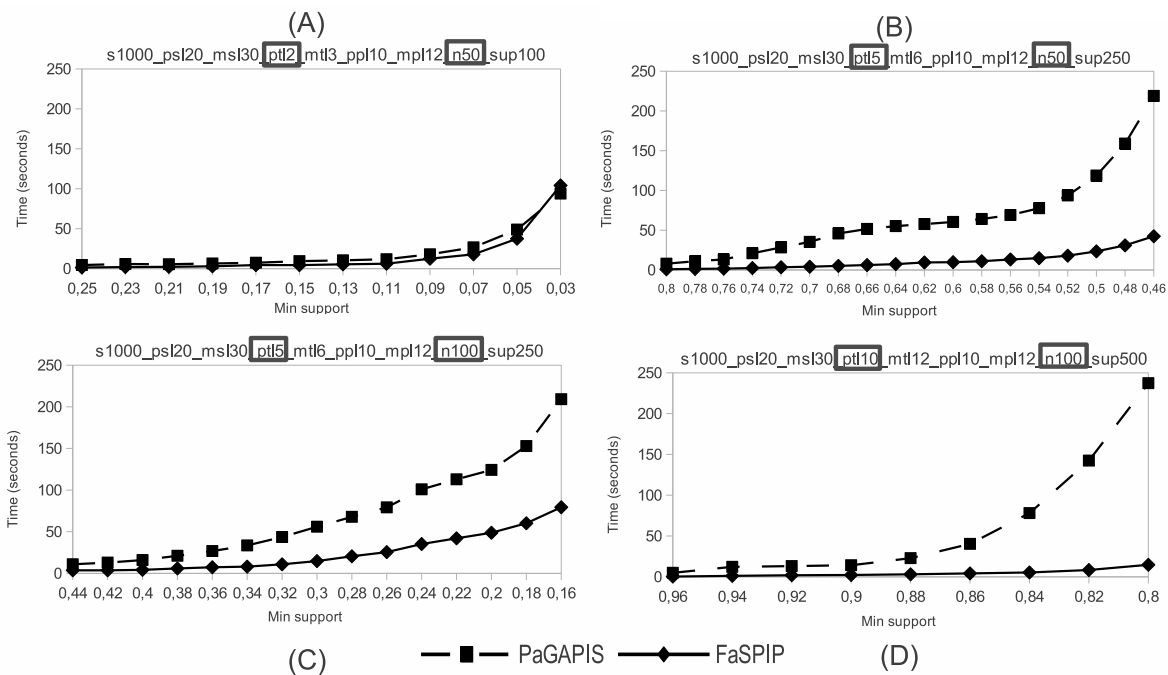 (A)
s1000_psl20_msl30_ptl2_mtl3_ppl10_mpl12_n50_sup100
Time (seconds)
250
200
150
100
50
0
0,25 0,23 0,21 0,19 0,17 0,15 0,13 0,11 0,09 0,07 0,05 0,03
Min support
(B)
s1000_psl20_msl30_ptl5_mtl6_ppl10_mpl12_n50_sup250
Time (seconds)
250
200
150
100
50
0
0,8 0,78 0,76 0,74 0,72 0,7 0,68 0,66 0,64 0,62 0,6 0,58 0,56 0,54 0,52 0,5 0,48 0,46
Min support
s1000_psl20_msl30_ptl5_mtl6_ppl10_mpl12_n100_sup250
Time (seconds)
250
200
150
100
50
0
0,44 0,42 0,4 0,38 0,36 0,34 0,32 0,3 0,28 0,26 0,24 0,22 0,2 0,18 0,16
Min support
(C)
s1000_psl20_msl30_ptl10_mtl12_ppl10_mpl12_n100_sup500
Time (seconds)
250
200
150
100
50
0
0,96 0,94 0,92 0,9 0,88 0,86 0,84 0,82 0,8
Min support
(D)
PaGAPIS FaSPIP